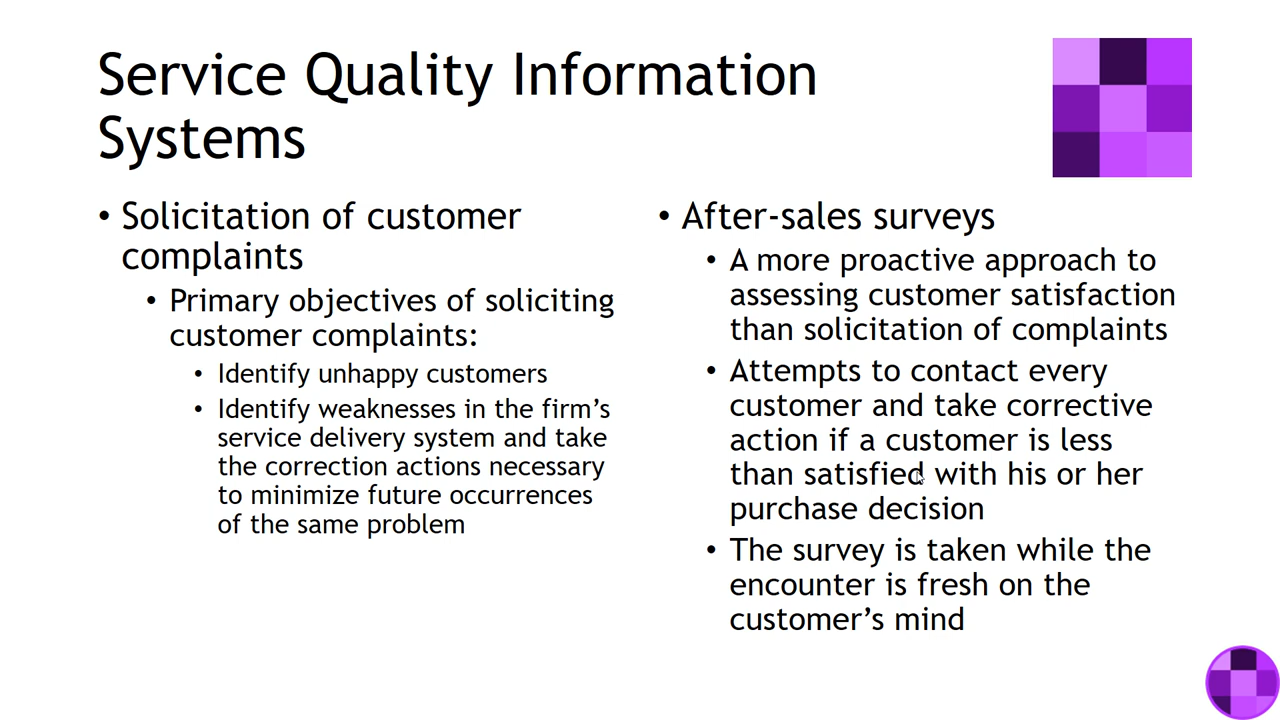 Service Quality Information
Systems
• Solicitation of customer
complaints
• Primary objectives of soliciting
customer complaints:
• Identify unhappy customers
• Identify weaknesses in the firm’s
service delivery system and take
the correction actions necessary
to minimize future occurrences
of the same problem
• After-sales surveys
• A more proactive approach to
assessing customer satisfaction
than solicitation of complaints
• Attempts to contact every
customer and take corrective
action if a customer is less
than satisfied with his or her
purchase decision
• The survey is taken while the
encounter is fresh on the
customer’s mind